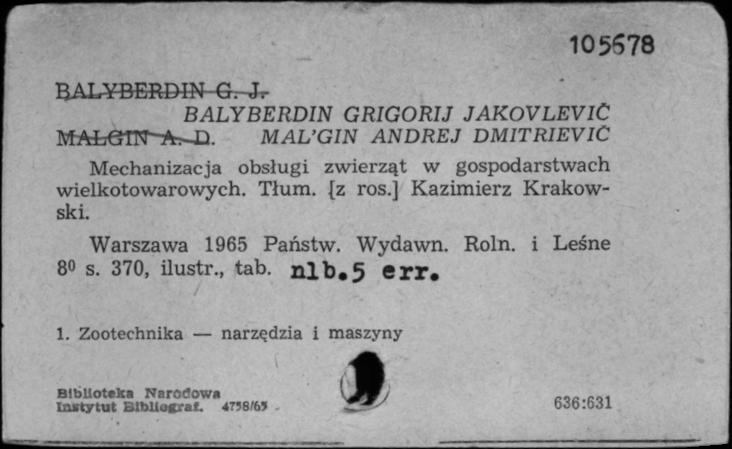 105678
BALYBERDIN G. J.
BALYBERDIN GRIGORIJ JAKOVLEVIČ
MALGIN A. D. MAL'GIN ANDREJ DMITRIEVIČ
Mechanizacja obsługi zwierząt w gospodarstwach
wielkotowarowych. Tłum. [z ros.] Kazimierz Krakow-
ski.
Warszawa 1965 Państw. Wydawn. Roln. i Leśne
8⁰ s. 370, ilustr., tab. nlb.5 err.
1. Zootechnika — narzędzia i maszyny
Biblioteka Narodowa
Instytut Bibliograf. 4758/65
636:631